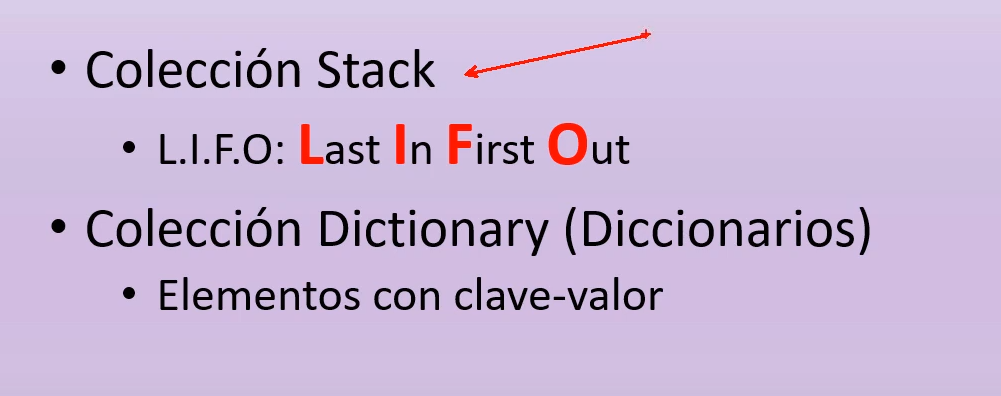 • Colección Stack
• L.I.F.O: Last In First Out
• Colección Dictionary (Diccionarios)
• Elementos con clave-valor